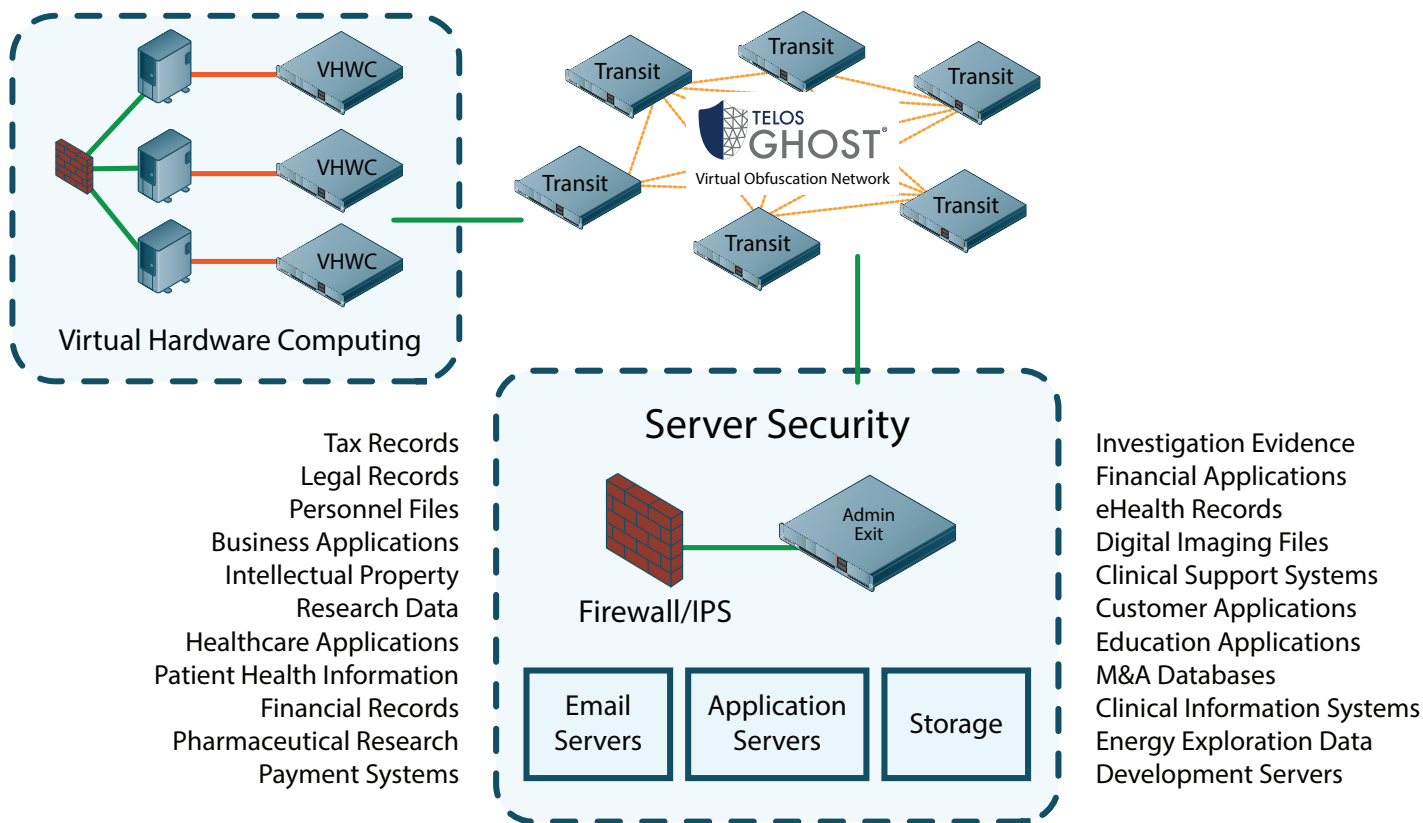 VHWC
VHWC
VHWC
Virtual Hardware Computing
Transit
Transit
Transit
Transit
Transit
Transit
TELOS
GHOST®
Virtual Obfuscation Network
Tax Records
Legal Records
Personnel Files
Business Applications
Intellectual Property
Research Data
Healthcare Applications
Patient Health Information
Financial Records
Pharmaceutical Research
Payment Systems
Server Security
Admin
Exit
Firewall/IPS
Email
Servers
Application
Servers
Storage
Investigation Evidence
Financial Applications
eHealth Records
Digital Imaging Files
Clinical Support Systems
Customer Applications
Education Applications
M&A Databases
Clinical Information Systems
Energy Exploration Data
Development Servers